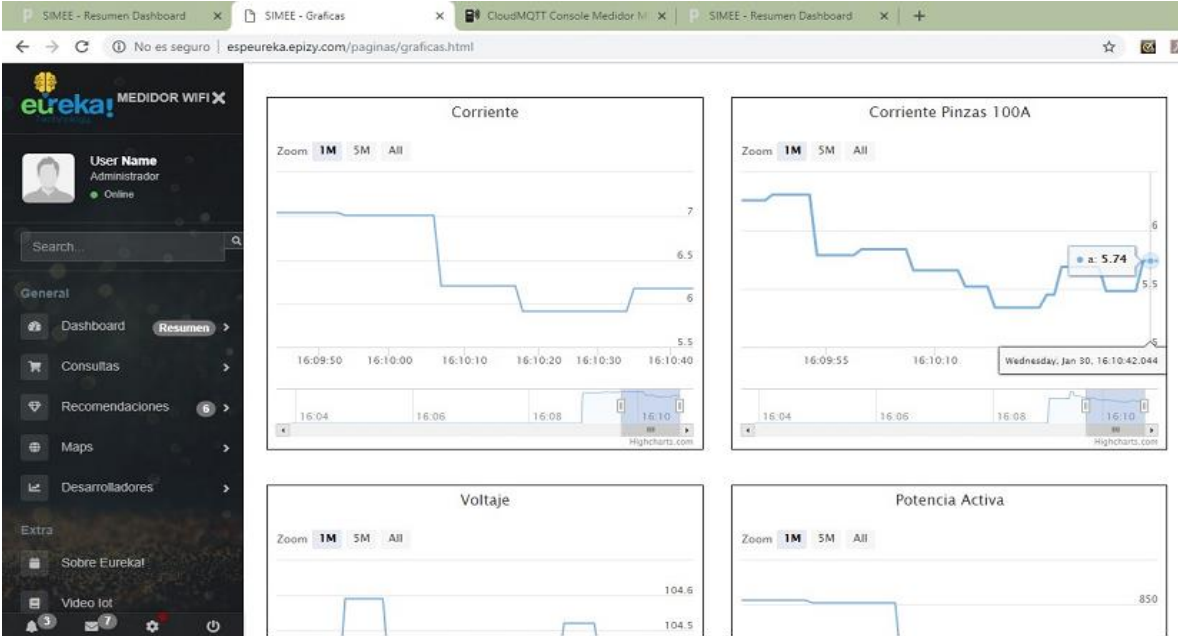 SIMEE - Resumen Dashboard
SIMEE - Graficas
CloudMQTT Console Medidor M
SIMEE - Resumen Dashboard
No es seguro | espeureka.epizy.com/paginas/graficas.html
eureka!
MEDIDOR WIFI
User Name
Administrador
Online
Search...
General
Dashboard Resumen
Consultas
Recomendaciones 6
Maps
Desarrolladores
Extra
Sobre Eureka!
Video Iot
3 7
Corriente
Zoom 1M 5M All
7
6.5
6
5.5
16:09:50 16:10:00 16:10:10 16:10:20 16:10:30 16:10:40
16:04 16:06 16:08 16:10
Highcharts.com
Corriente Pinzas 100A
Zoom 1M 5M All
6
a: 5.74
5.5
5
16:09:55 16:10:10
Wednesday, Jan 30, 16:10:42.044
16:04 16:06 16:08 16:10
Highcharts.com
Voltaje
Zoom 1M 5M All
104.6
104.5
Potencia Activa
Zoom 1M 5M All
850